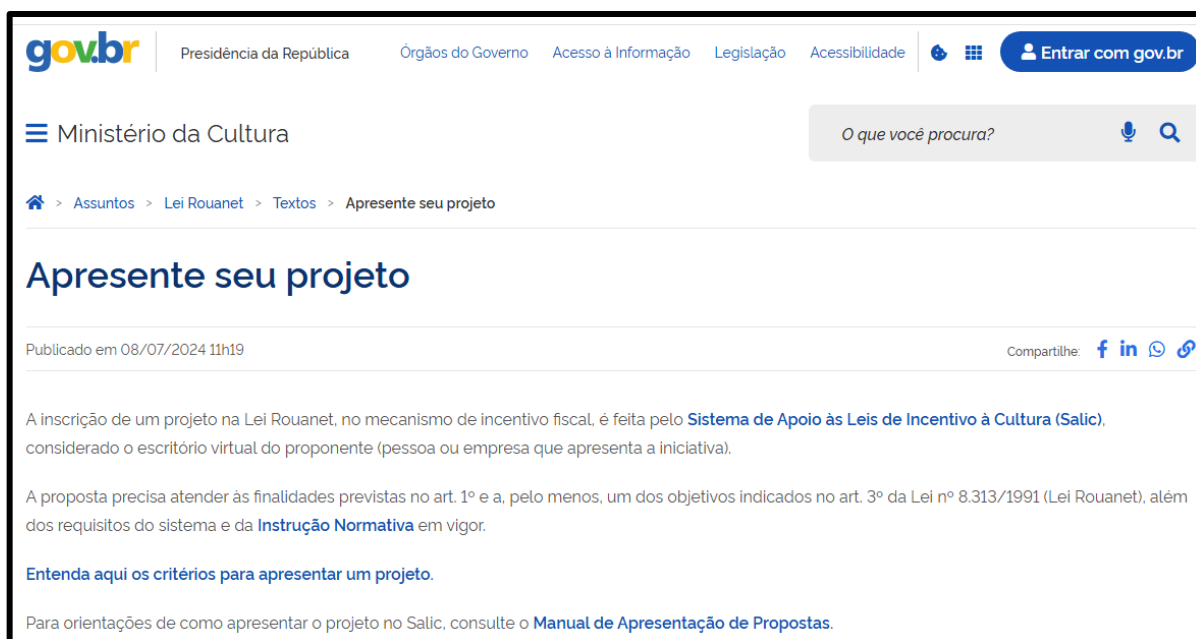 gov.br
Presidência da República
Órgãos do Governo
Acesso à Informação
Legislação
Acessibilidade
Entrar com gov.br
Ministério da Cultura
O que você procura?
> Assuntos > Lei Rouanet > Textos > Apresente seu projeto
Apresente seu projeto
Publicado em 08/07/2024 11h19
Compartilhe:
A inscrição de um projeto na Lei Rouanet, no mecanismo de incentivo fiscal, é feita pelo Sistema de Apoio às Leis de Incentivo à Cultura (Salic),
considerado o escritório virtual do proponente (pessoa ou empresa que apresenta a iniciativa).
A proposta precisa atender às finalidades previstas no art. 1º e a, pelo menos, um dos objetivos indicados no art. 3º da Lei nº 8.313/1991 (Lei Rouanet), além
dos requisitos do sistema e da Instrução Normativa em vigor.
Entenda aqui os critérios para apresentar um projeto.
Para orientações de como apresentar o projeto no Salic, consulte o Manual de Apresentação de Propostas.